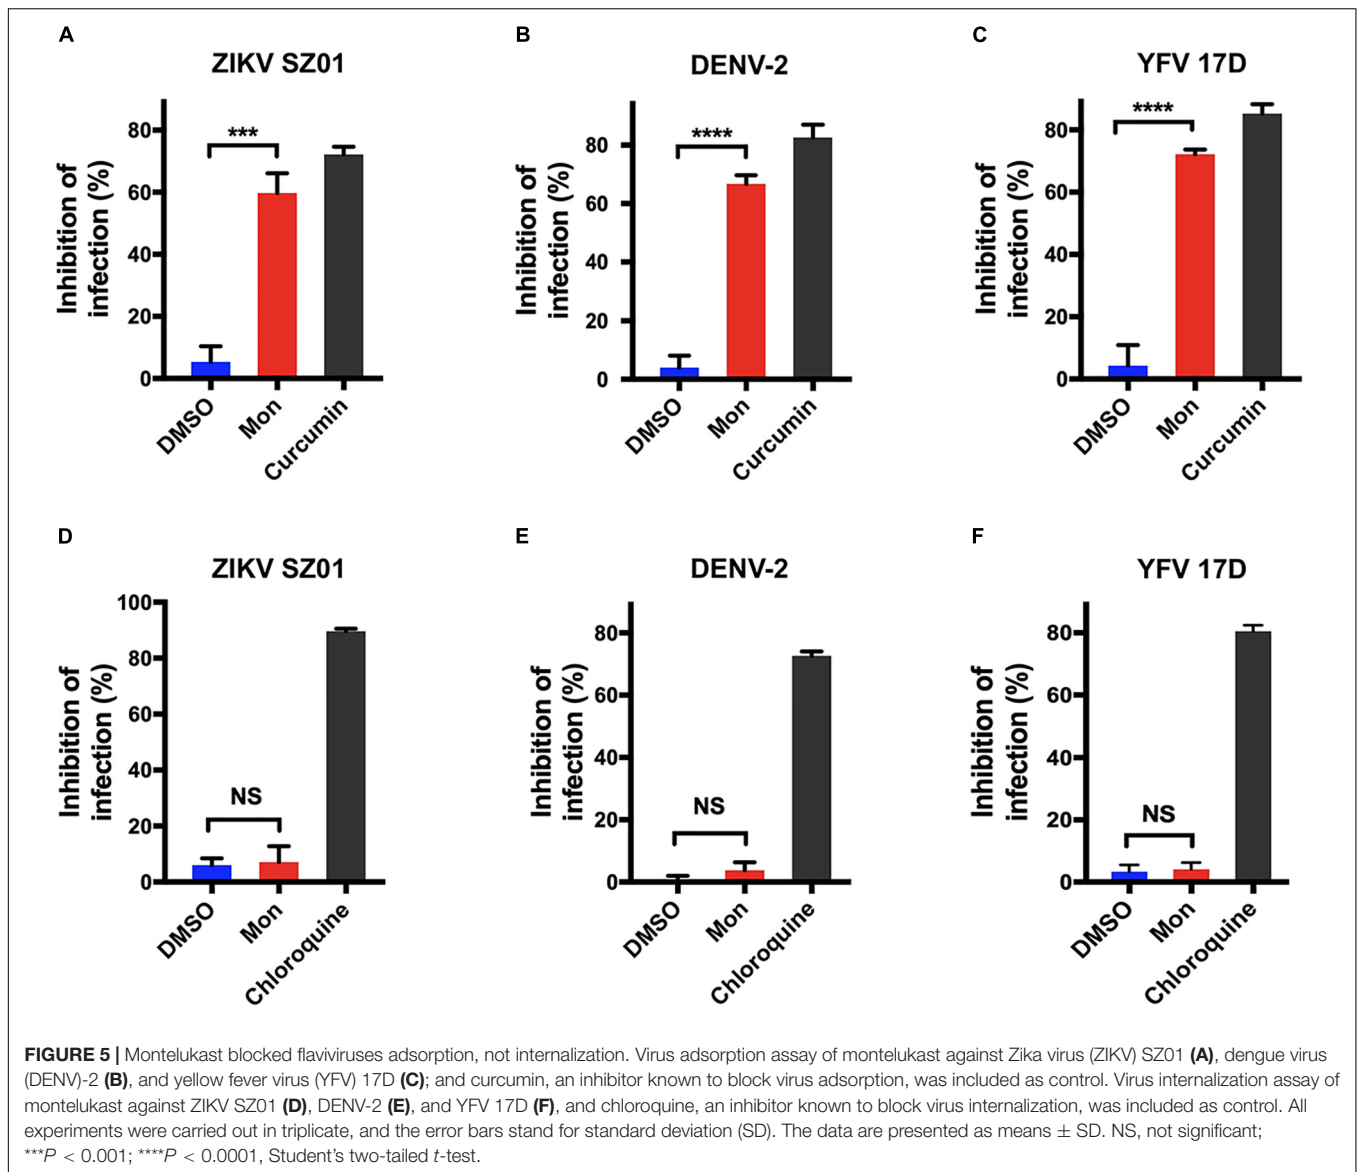 A
ZIKV SZ01
Inhibition of
infection (%)
80
60
40
20
0
***
DMSO
Mon
Curcumin
B
DENV-2
Inhibition of
infection (%)
80
60
40
20
0
****
DMSO
Mon
Curcumin
C
YFV 17D
Inhibition of
infection (%)
80
60
40
20
0
****
DMSO
Mon
Curcumin
D
ZIKV SZ01
Inhibition of
infection (%)
100
80
60
40
20
0
NS
DMSO
Mon
Chloroquine
E
DENV-2
Inhibition of
infection (%)
80
60
40
20
0
NS
DMSO
Mon
Chloroquine
F
YFV 17D
Inhibition of
infection (%)
80
60
40
20
0
NS
DMSO
Mon
Chloroquine
FIGURE 5 | Montelukast blocked flaviviruses adsorption, not internalization. Virus adsorption assay of montelukast against Zika virus (ZIKV) SZ01 (A), dengue virus
(DENV)-2 (B), and yellow fever virus (YFV) 17D (C); and curcumin, an inhibitor known to block virus adsorption, was included as control. Virus internalization assay of
montelukast against ZIKV SZ01 (D), DENV-2 (E), and YFV 17D (F), and chloroquine, an inhibitor known to block virus internalization, was included as control. All
experiments were carried out in triplicate, and the error bars stand for standard deviation (SD). The data are presented as means ± SD. NS, not significant;
***P < 0.001; ****P < 0.0001, Student's two-tailed t-test.